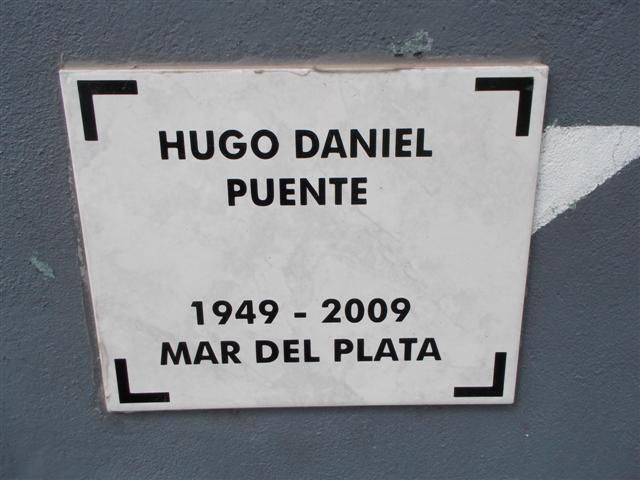 HUGO DANIEL
PUENTE
1949 - 2009
MAR DEL PLATA